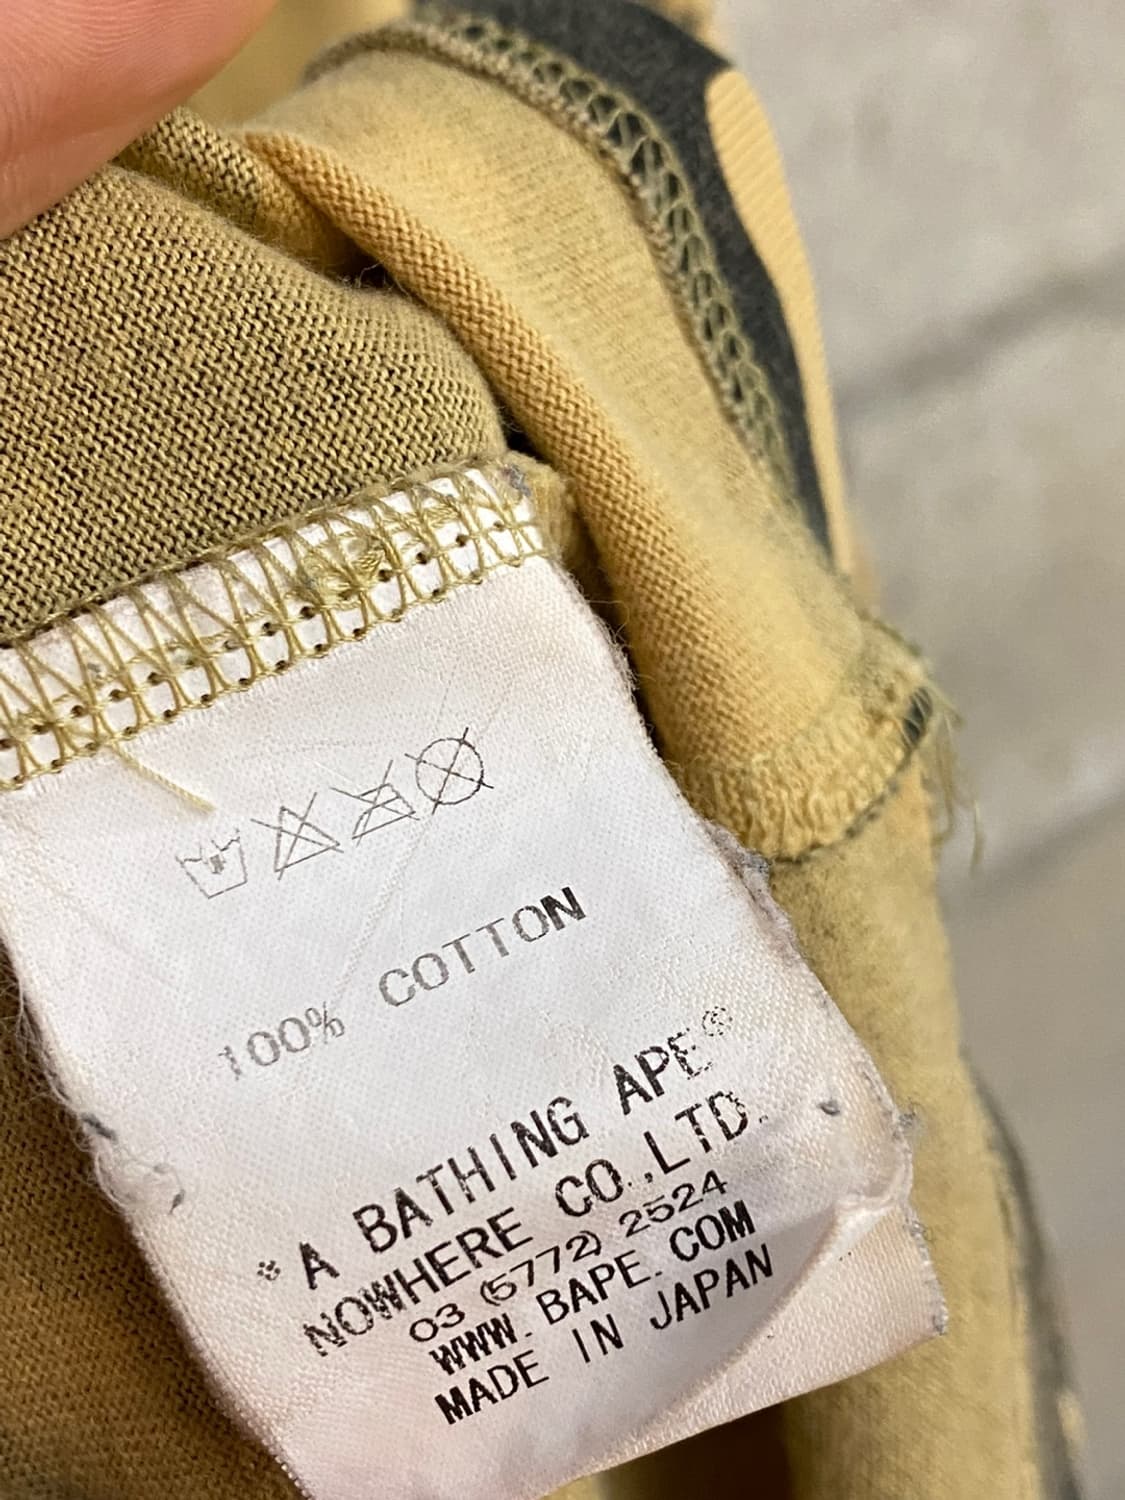 100% COTTON
"A BATHING APE®
NOWHERE CO.,LTD.
03 (5772) 2524
WWW.BAPE.COM
MADE IN JAPAN